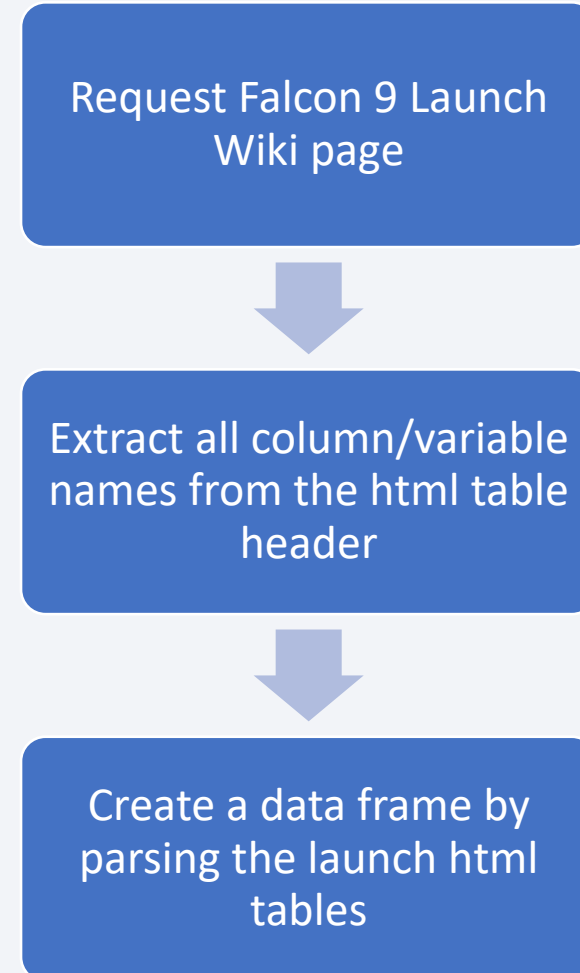 Request Falcon 9 Launch
Wiki page
Extract all column/variable
names from the html table
header
Create a data frame by
parsing the launch html
tables